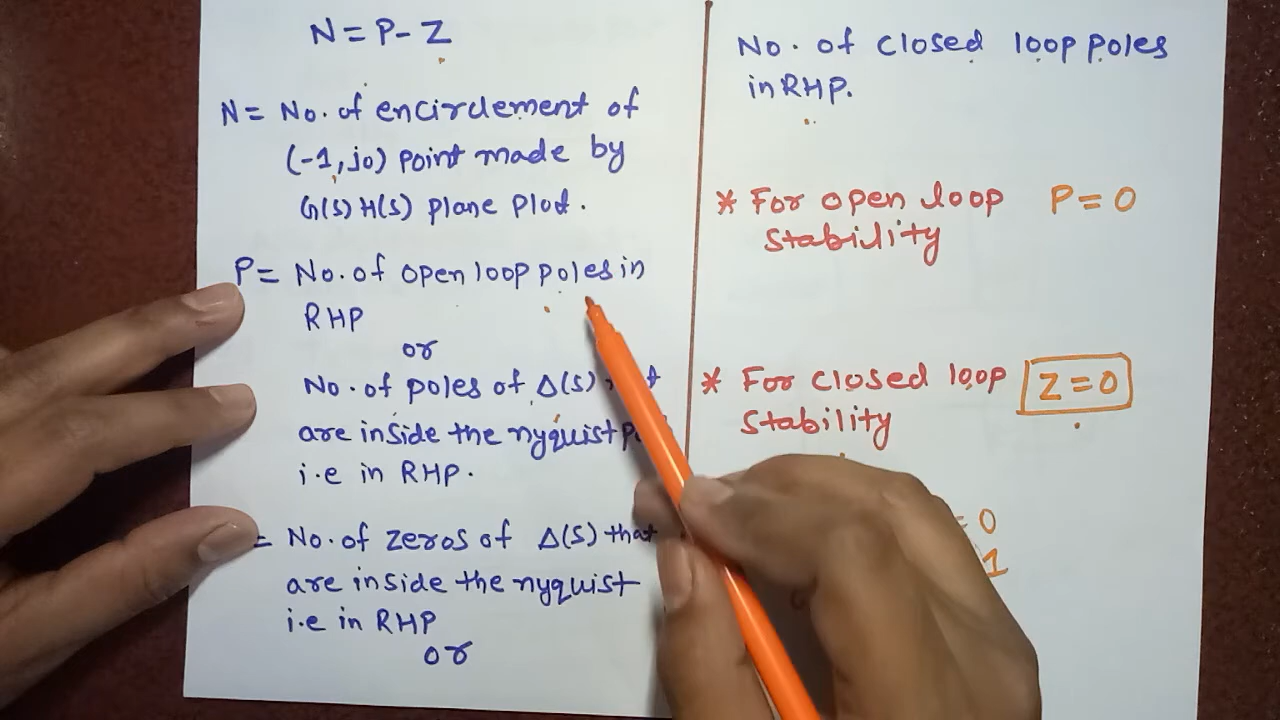 N = P - Z
N = No. of encirclement of
(-1, j0) point made by
G(s) H(s) plane plot.
P = No. of open loop poles in
RHP
or
No. of poles of Δ(s)
are inside the nyquist
i.e in RHP.
= No. of zeros of Δ(s) that
are inside the nyquist
i.e in RHP
or
No. of closed loop poles
in RHP.
* For open loop P = 0
stability
* For closed loop Z = 0
stability
= 0
1